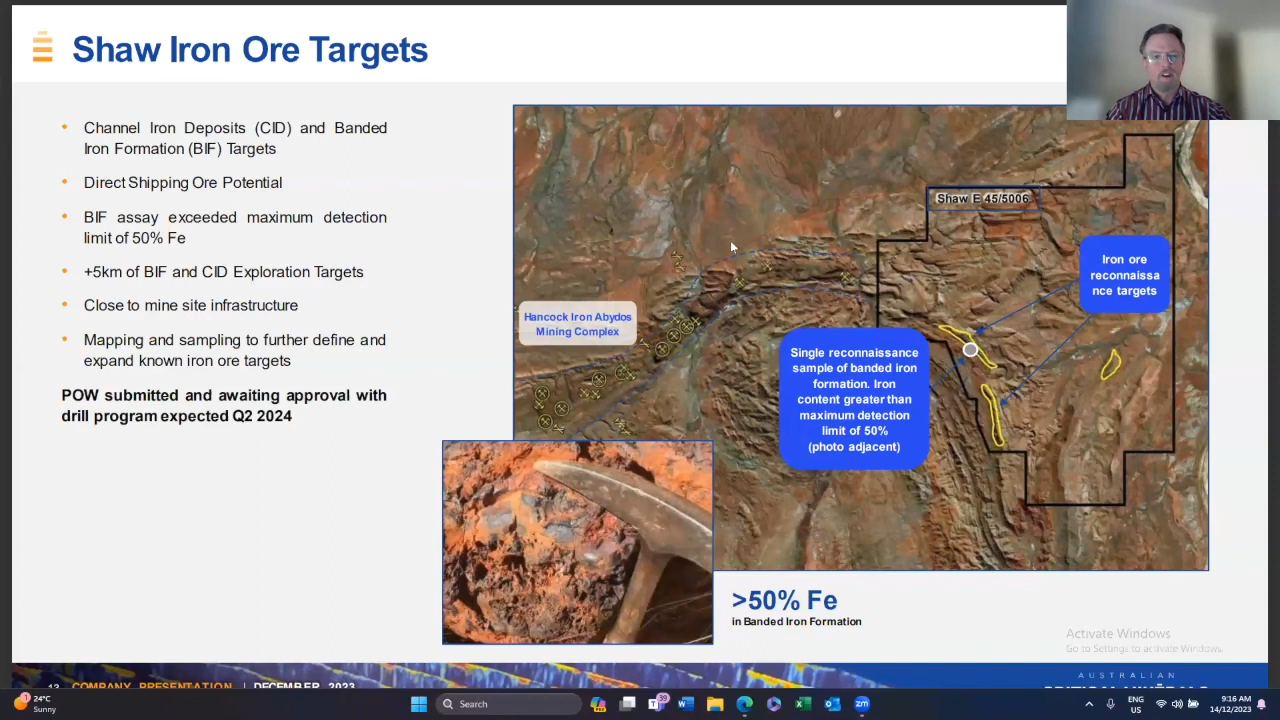 Shaw Iron Ore Targets
Channel Iron Deposits (CID) and Banded
Iron Formation (BIF) Targets
Direct Shipping Ore Potential
BIF assay exceeded maximum detection
limit of 50% Fe
+5km of BIF and CID Exploration Targets
Close to mine site infrastructure
Mapping and sampling to further define and
expand known iron ore targets
POW submitted and awaiting approval with
drill program expected Q2 2024
Shaw E 45/5006
Iron ore
reconnaissa
nce targets
Hancock Iron Abydos
Mining Complex
Single reconnaissance
sample of banded iron
formation. Iron
content greater than
maximum detection
limit of 50%
(photo adjacent)
>50% Fe
in Banded Iron Formation
Activate Windows
Go to Settings to activate Windows.
COMPANY PRESENTATION | DECEMBER 2023
AUSTRALIAN
CRITICAL MINERALS
24°C
Sunny
Search
39
ENG
US
9:16 AM
14/12/2023